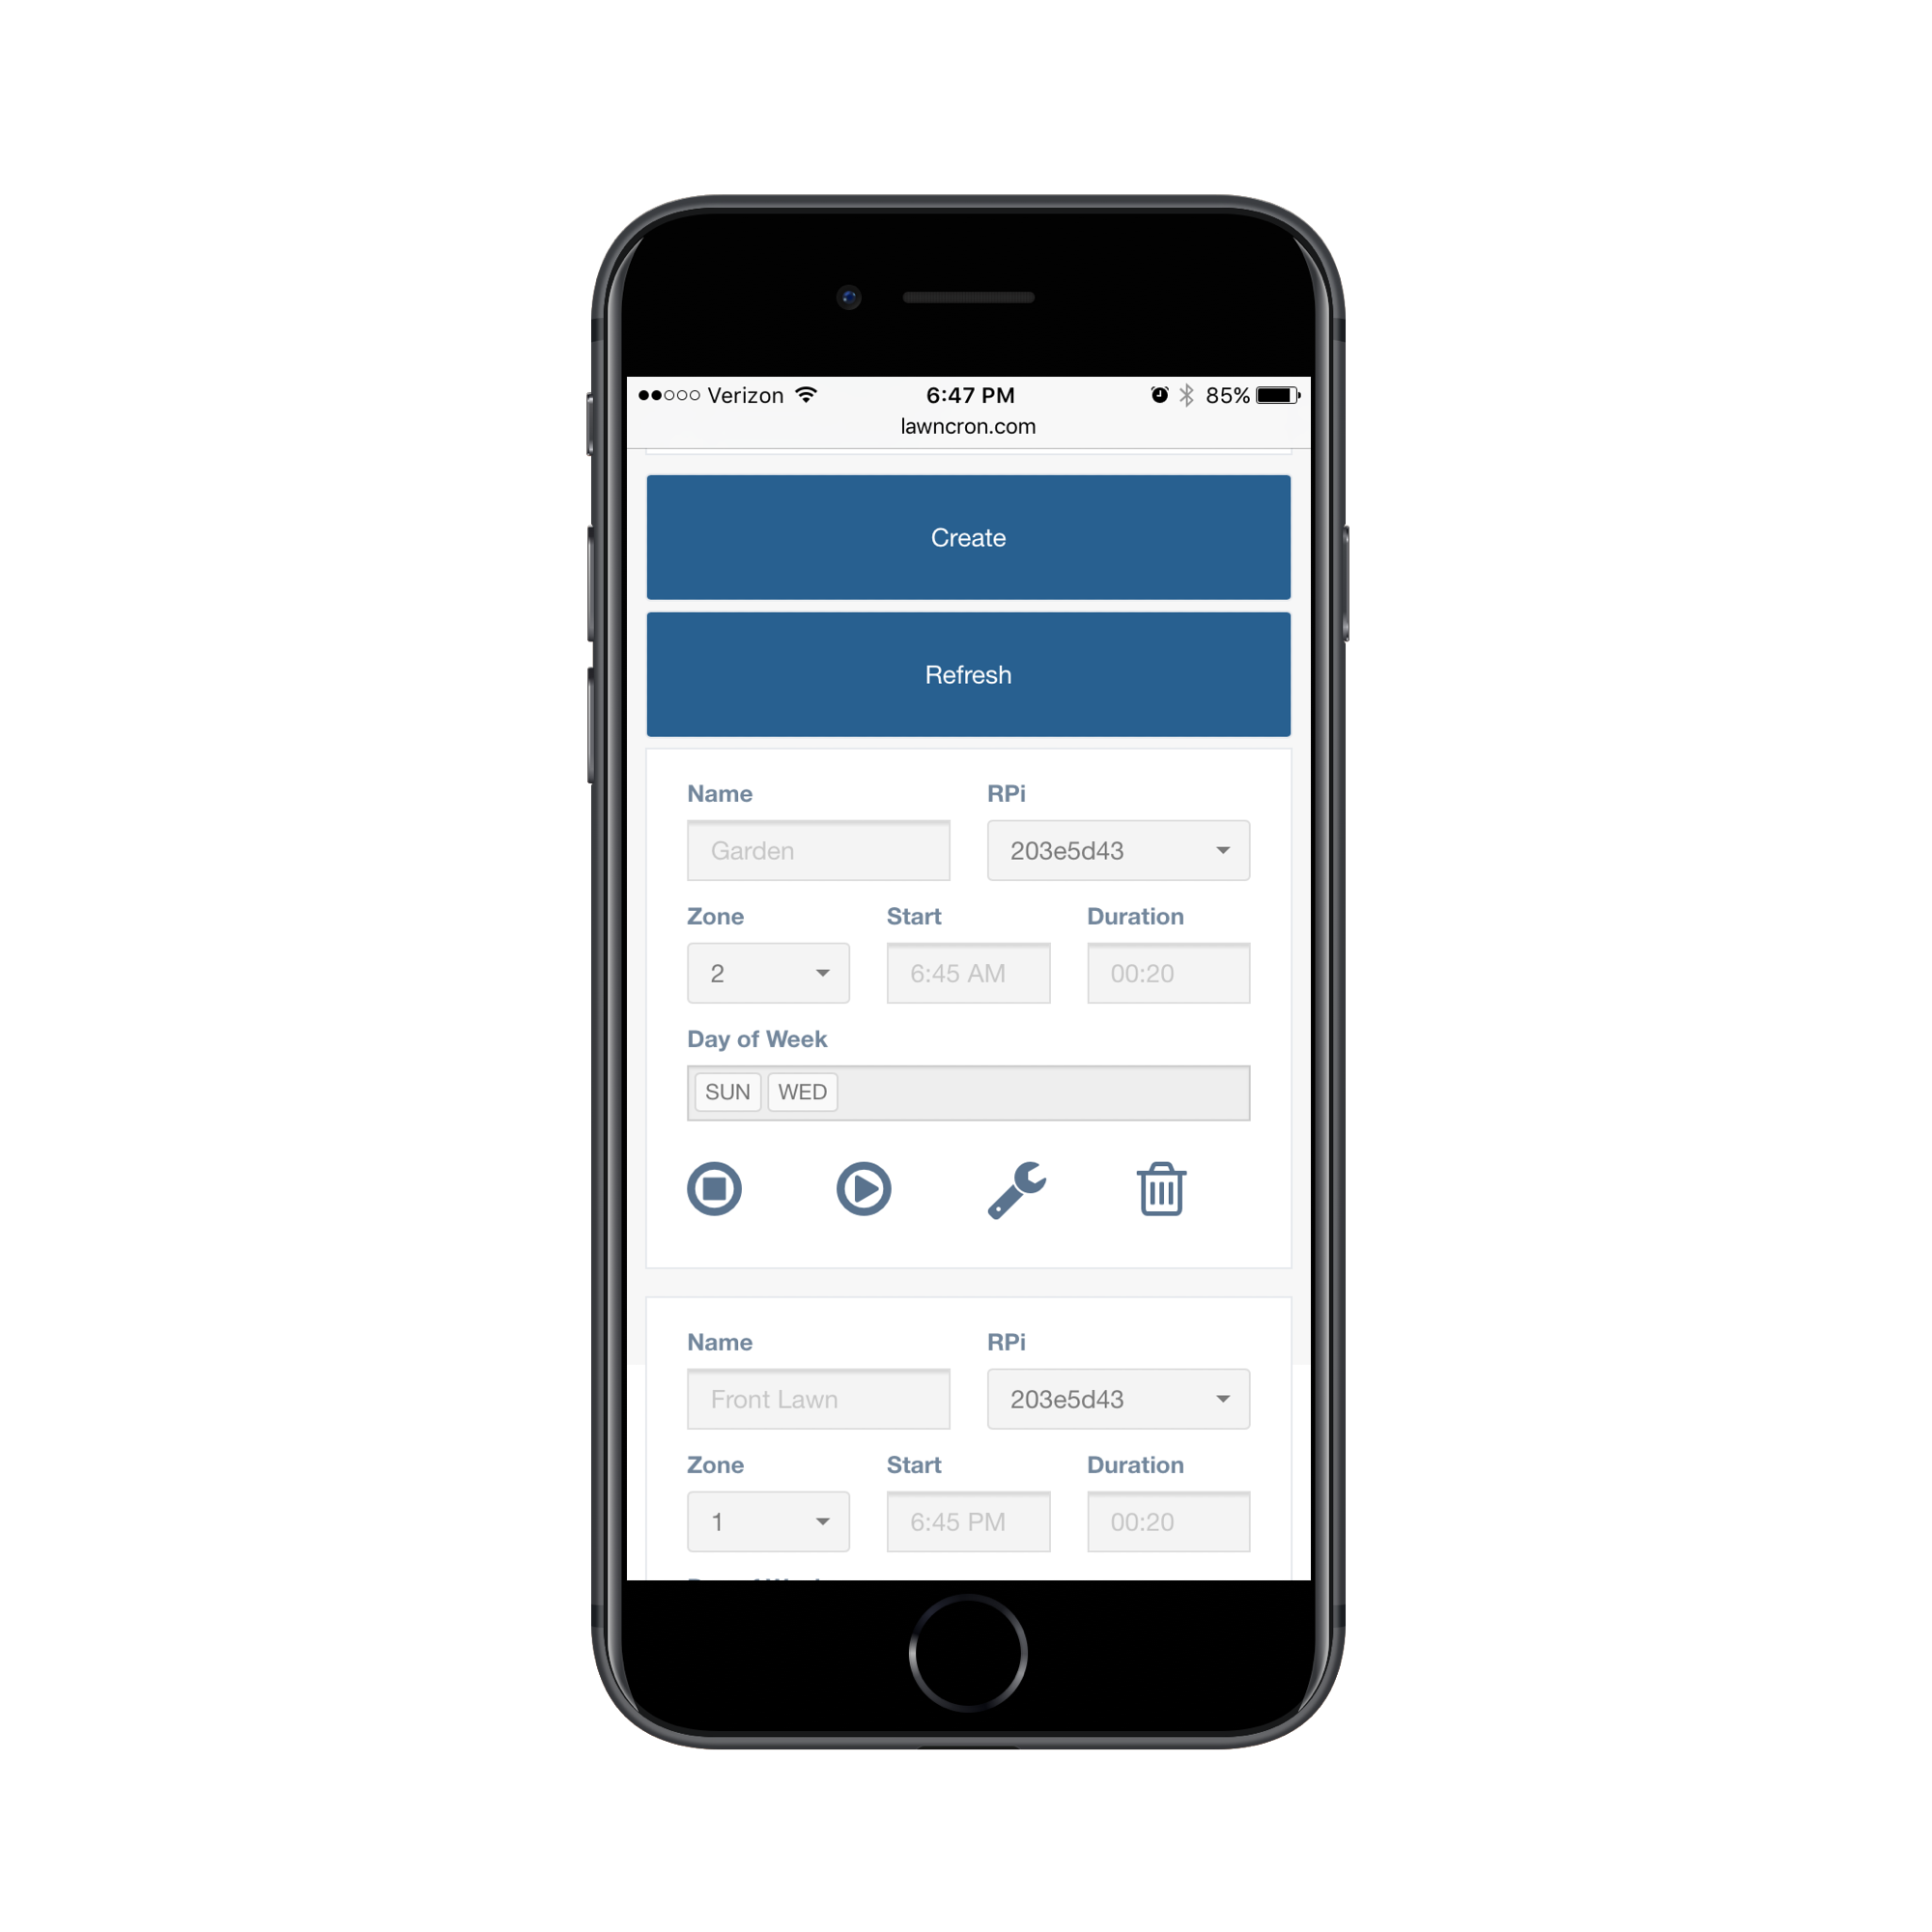 Verizon 6:47 PM 85%
lawncron.com
Create
Refresh
Name RPi
Garden 203e5d43
Zone Start Duration
2 6:45 AM 00:20
Day of Week
SUN WED
Name RPi
Front Lawn 203e5d43
Zone Start Duration
1 6:45 PM 00:20